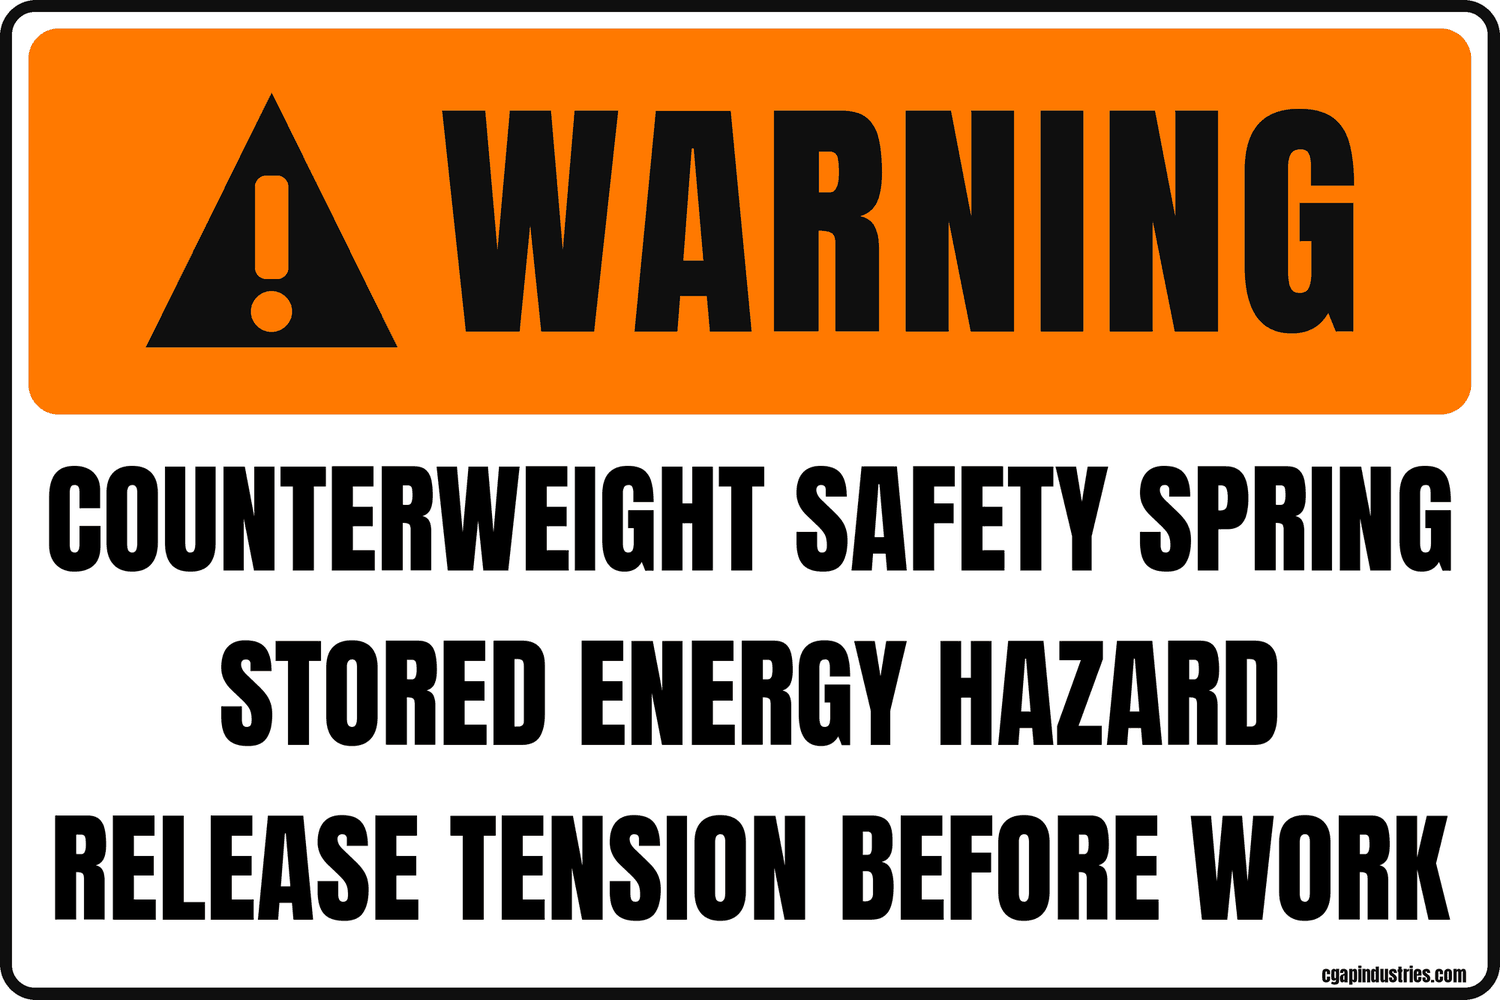 WARNING
COUNTERWEIGHT SAFETY SPRING
STORED ENERGY HAZARD
RELEASE TENSION BEFORE WORK
cgapindustries.com